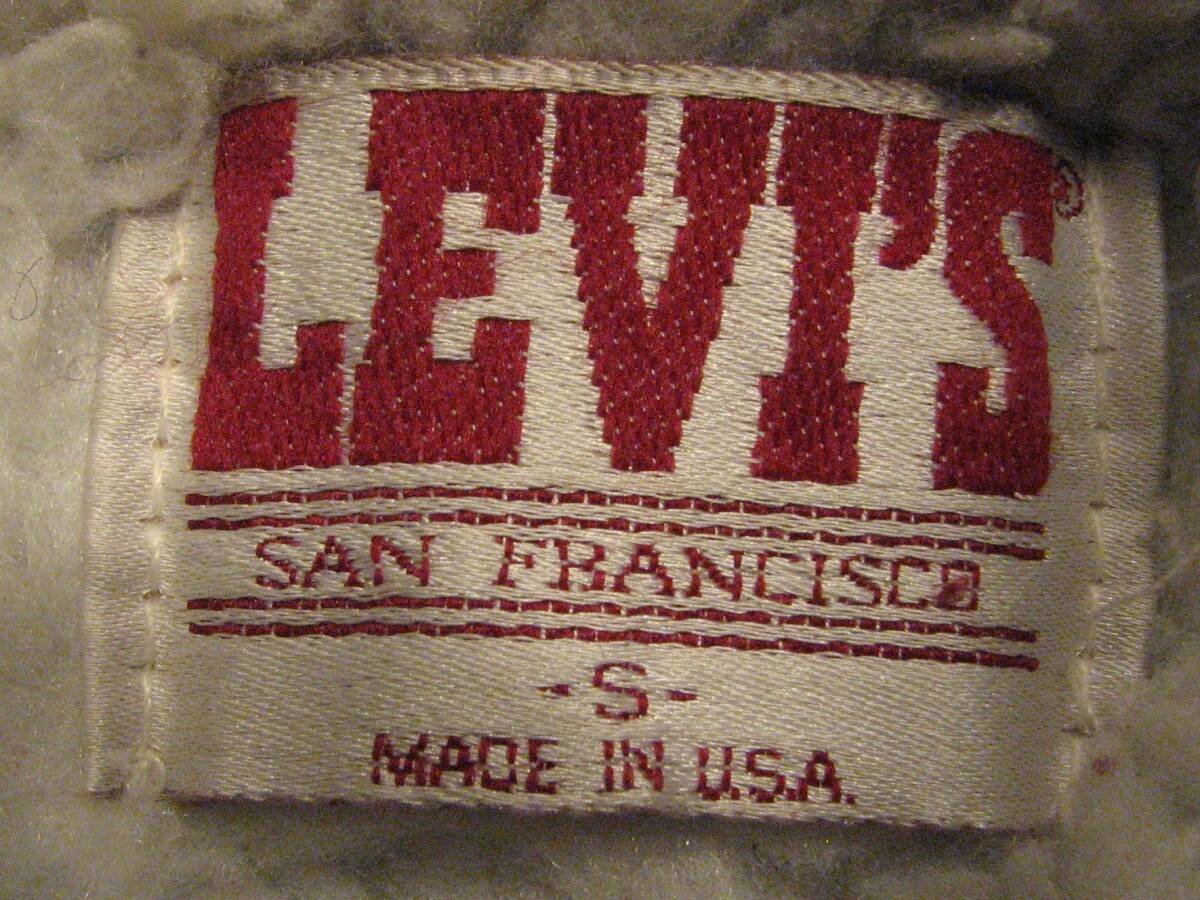 LEVI'S®
SAN FRANCISCO
-S-
MADE IN U.S.A.